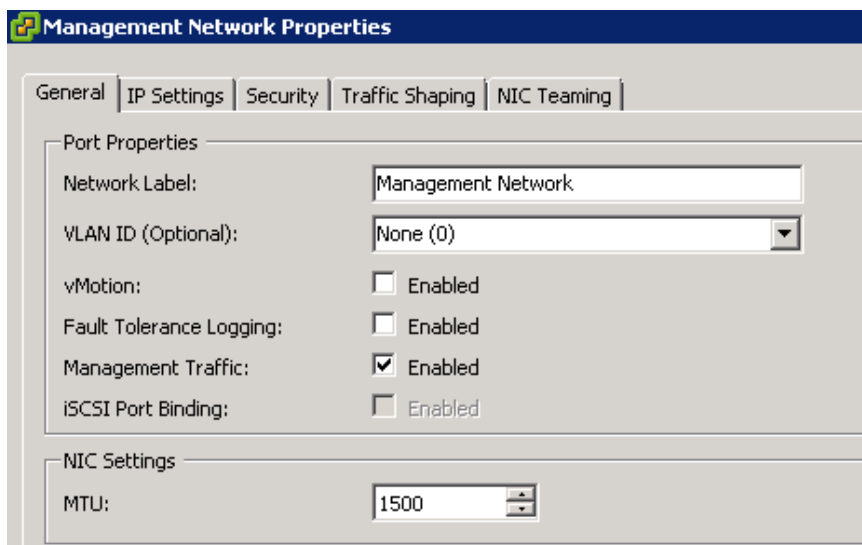 Management Network Properties
General IP Settings Security Traffic Shaping NIC Teaming
Port Properties
Network Label: Management Network
VLAN ID (Optional): None (0)
vMotion: Enabled
Fault Tolerance Logging: Enabled
Management Traffic: Enabled
iSCSI Port Binding: Enabled
NIC Settings
MTU: 1500